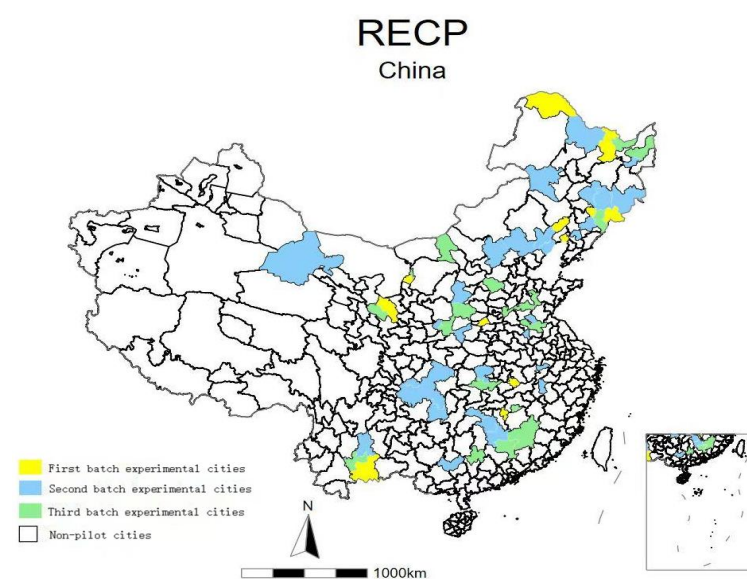 RECP
China
First batch experimental cities
Second batch experimental cities
Third batch experimental cities
Non-pilot cities
N
1000km